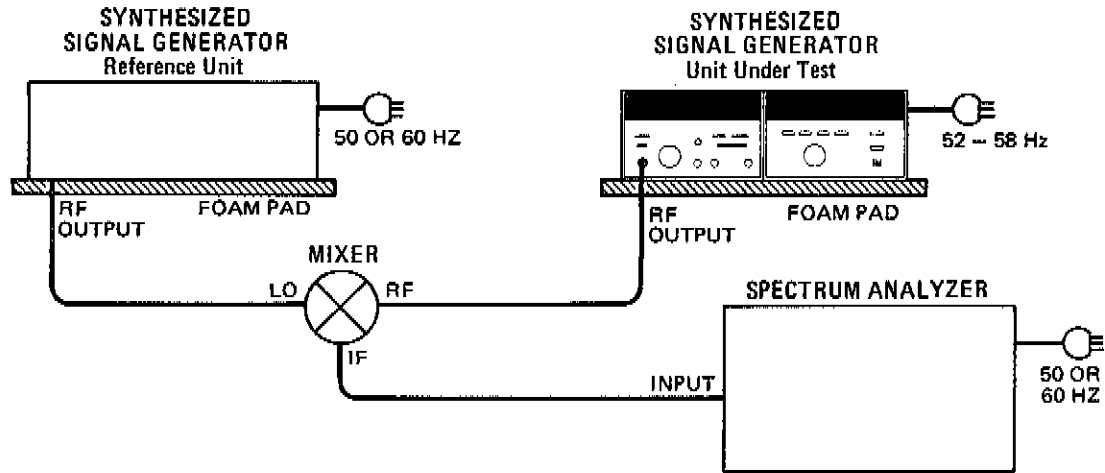 SYNTHESIZED
SIGNAL GENERATOR
Reference Unit
50 OR 60 HZ
RF
OUTPUT
FOAM PAD
SYNTHESIZED
SIGNAL GENERATOR
Unit Under Test
52 -- 58 Hz
RF
OUTPUT
FOAM PAD
MIXER
LO
RF
IF
SPECTRUM ANALYZER
INPUT
50 OR
60 HZ